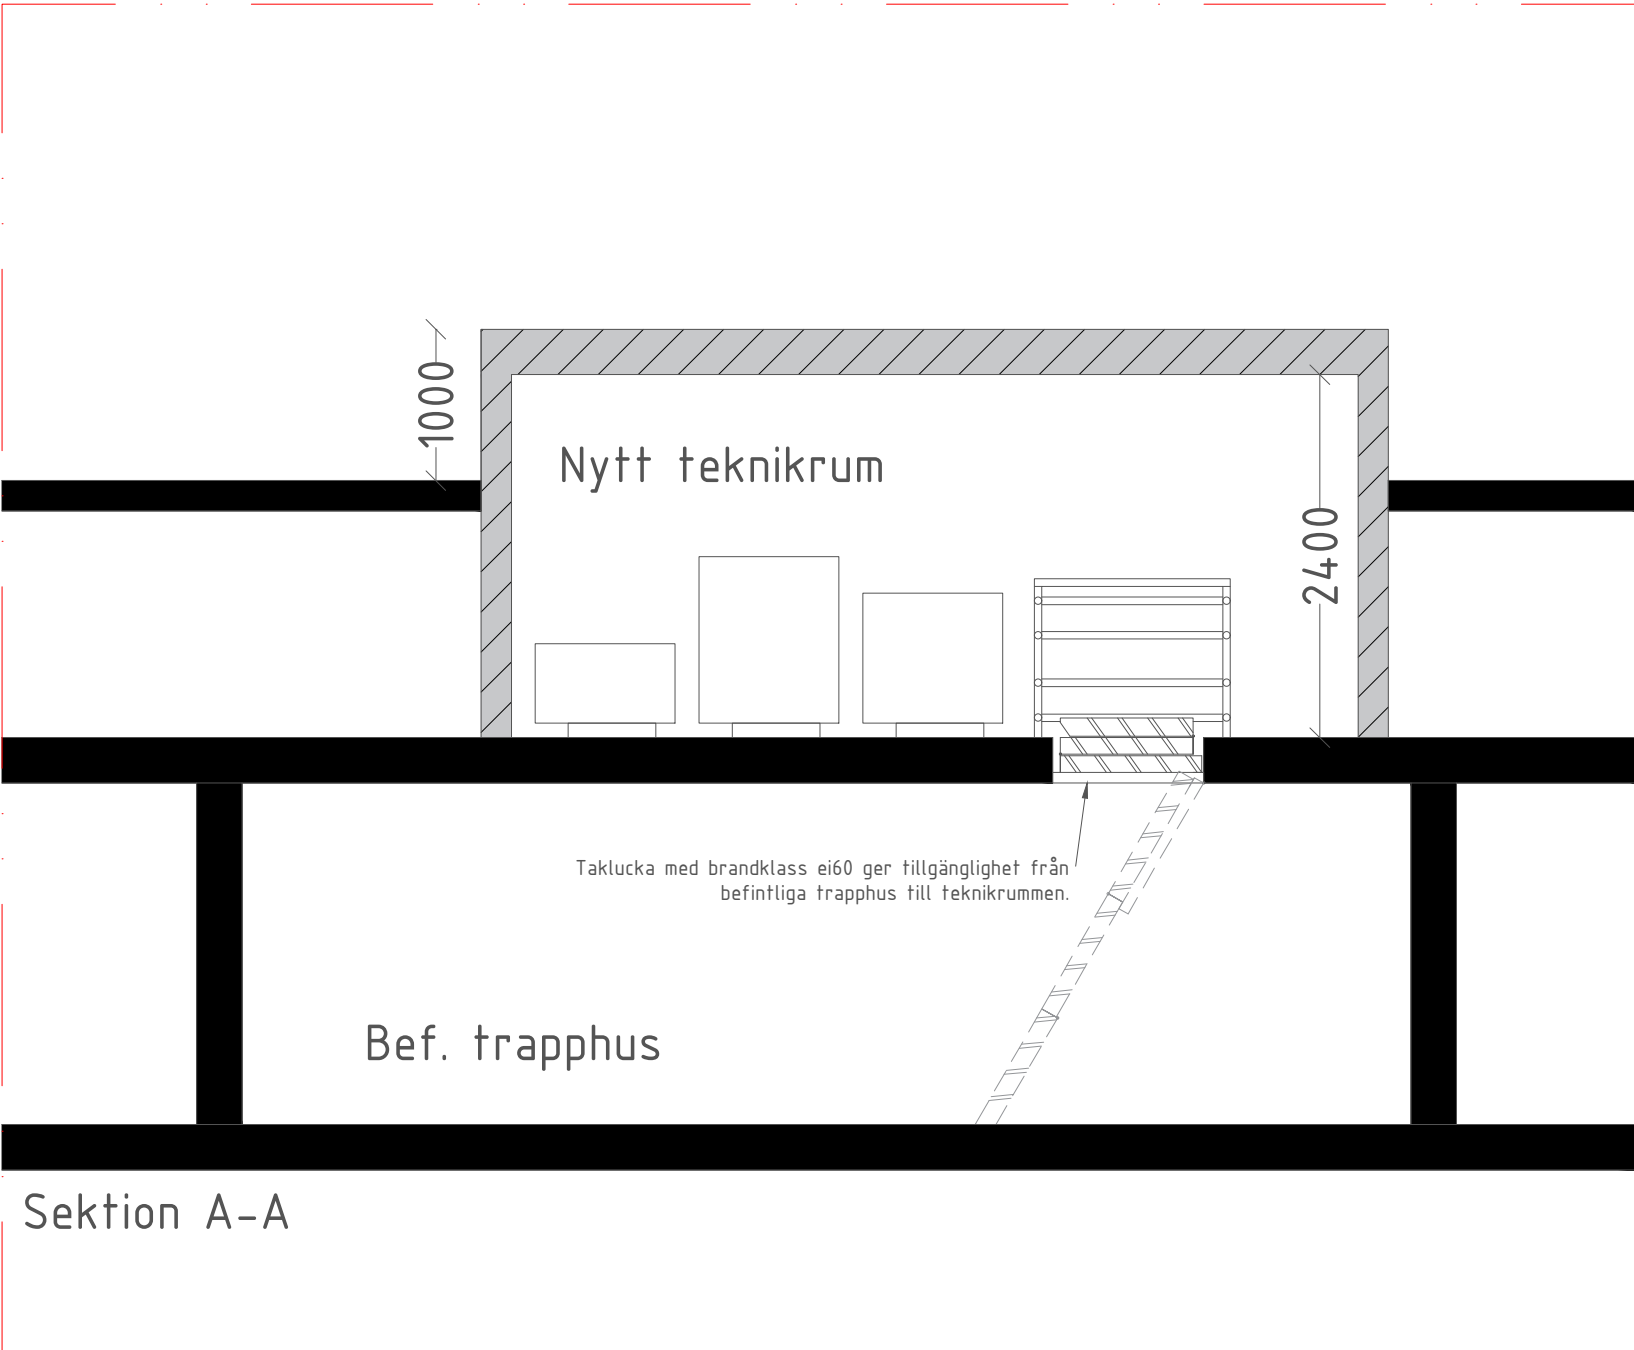 1000
Nytt teknikrum
2400
Taklucka med brandklass ei60 ger tillgänglighet från
befintliga trapphus till teknikrummen.
Bef. trapphus
Sektion A-A